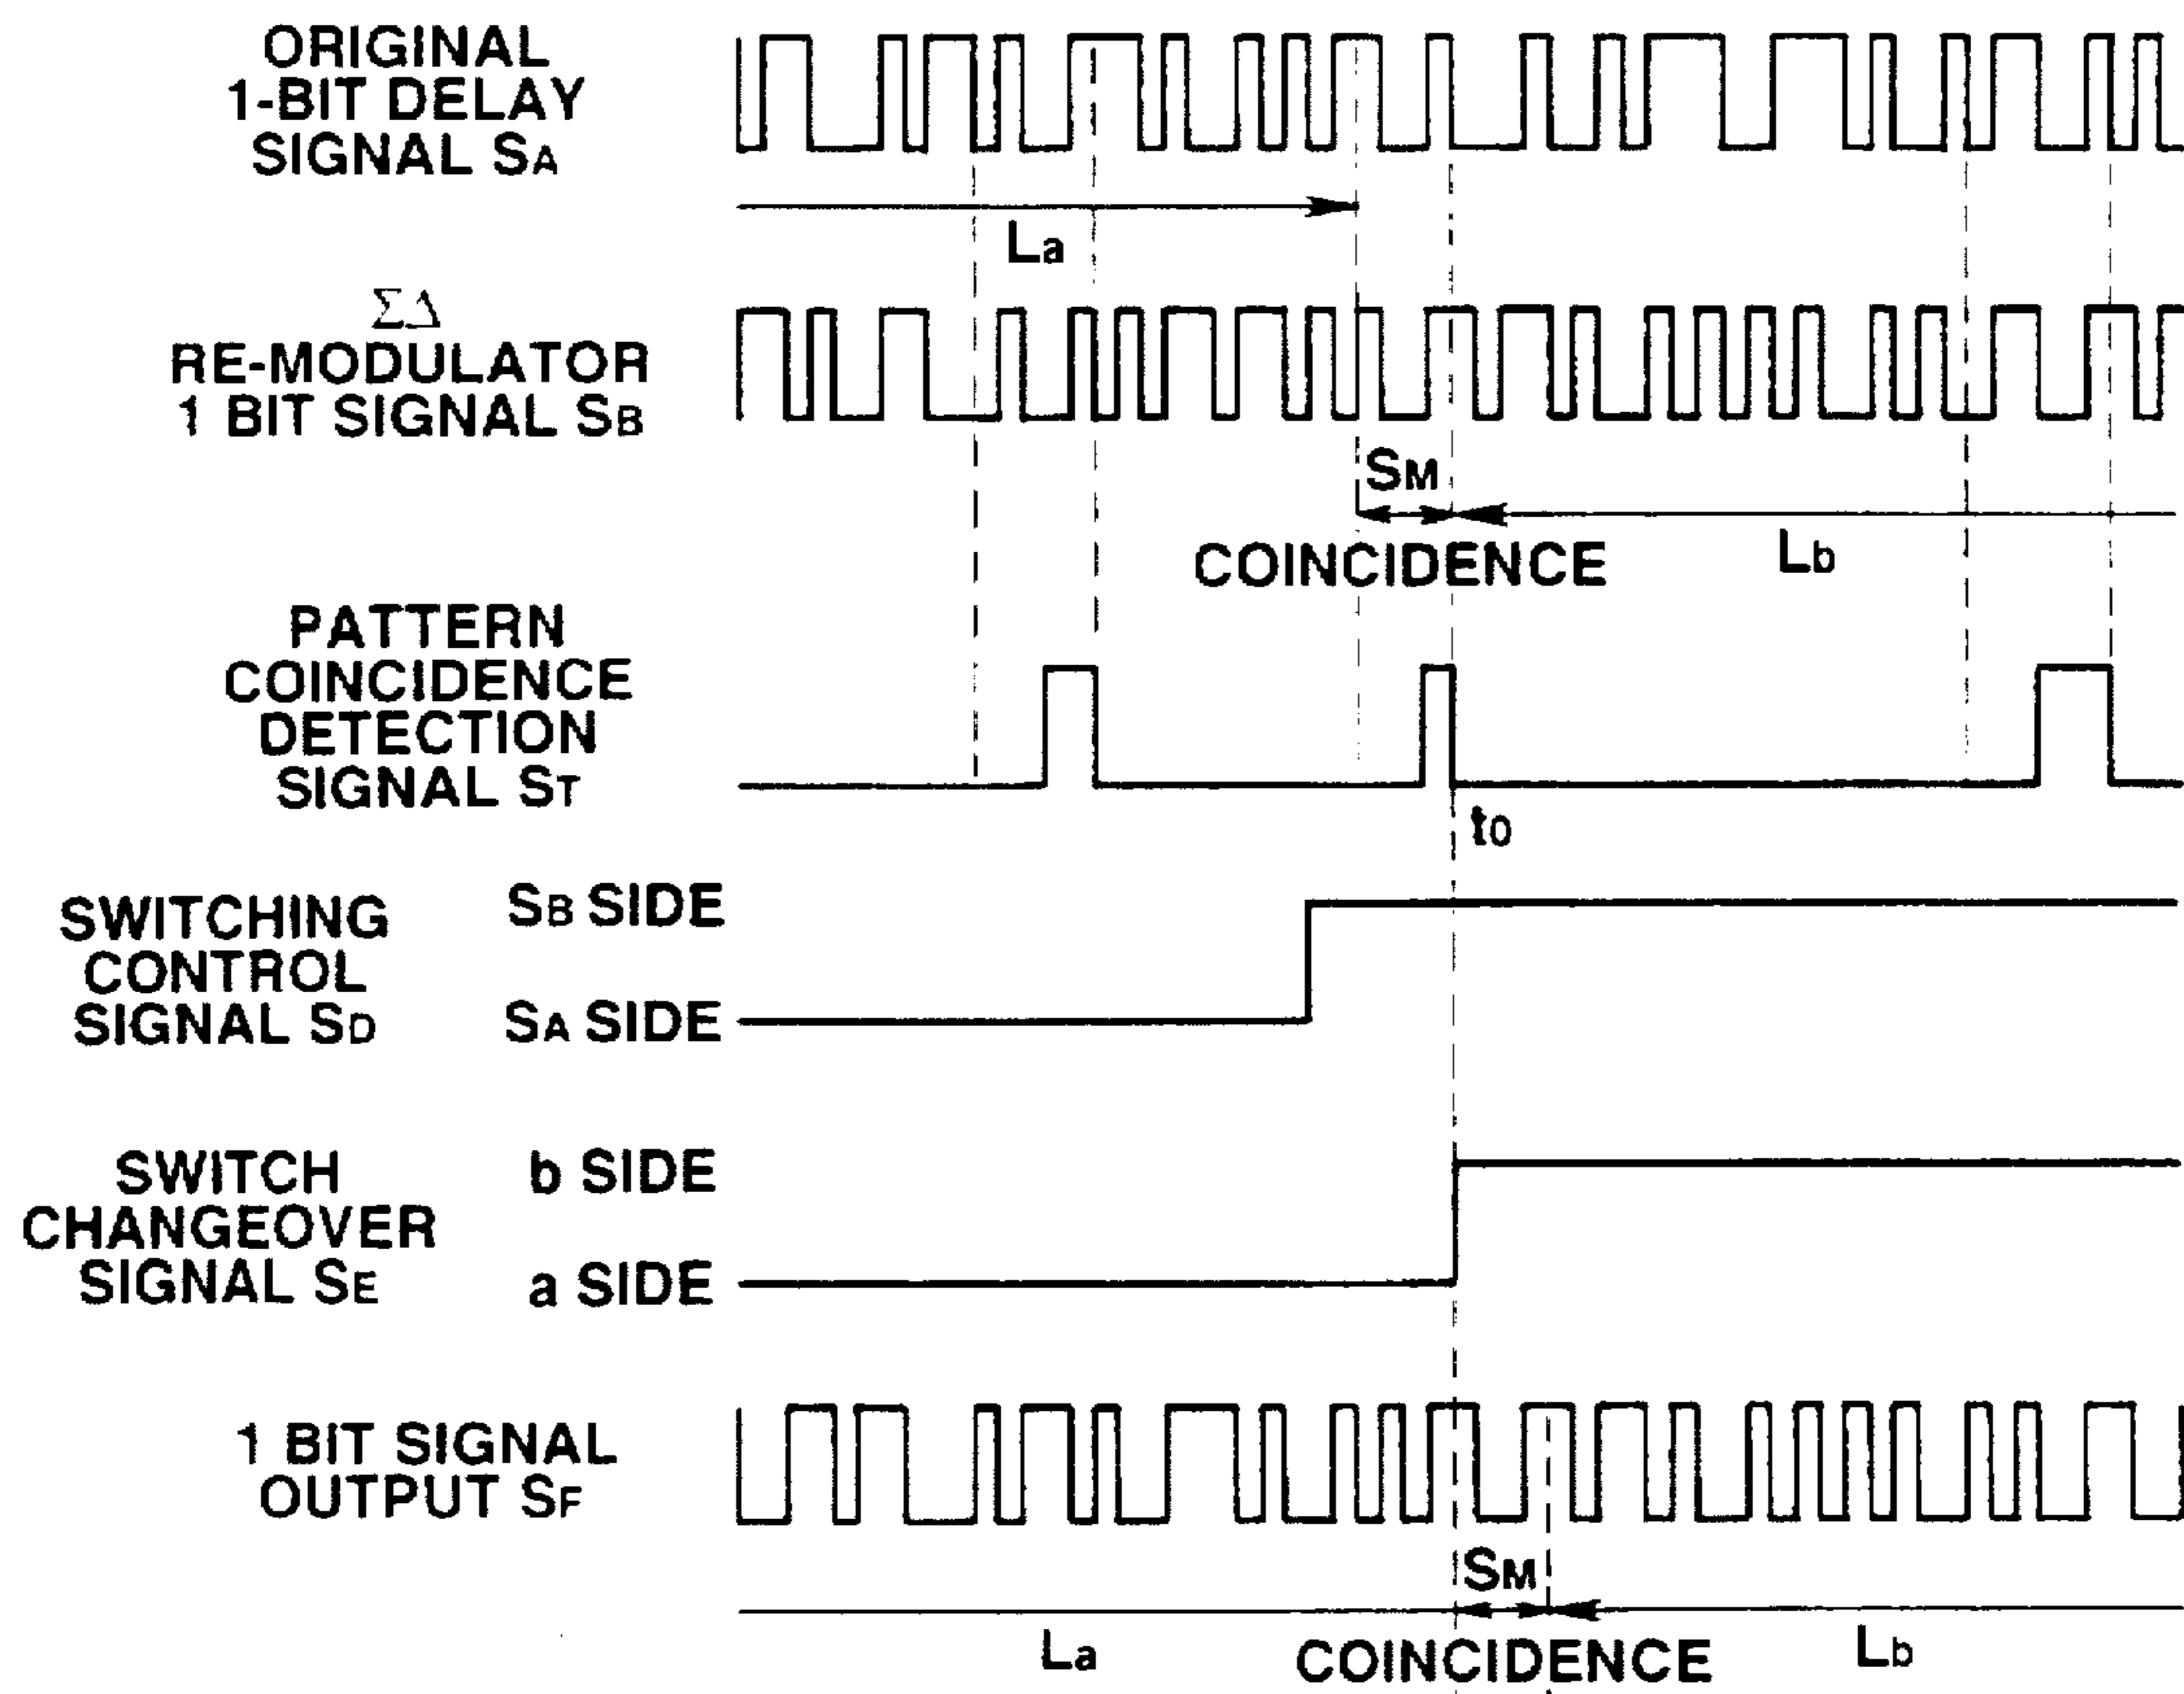 ORIGINAL
1-BIT DELAY
SIGNAL SA
La
ΣΔ
RE-MODULATOR
1 BIT SIGNAL SB
SM
COINCIDENCE
Lb
PATTERN
COINCIDENCE
DETECTION
SIGNAL ST
t0
SWITCHING
CONTROL
SIGNAL SD
SB SIDE
SA SIDE
SWITCH
CHANGEOVER
SIGNAL SE
b SIDE
a SIDE
1 BIT SIGNAL
OUTPUT SF
SM
La
COINCIDENCE
Lb